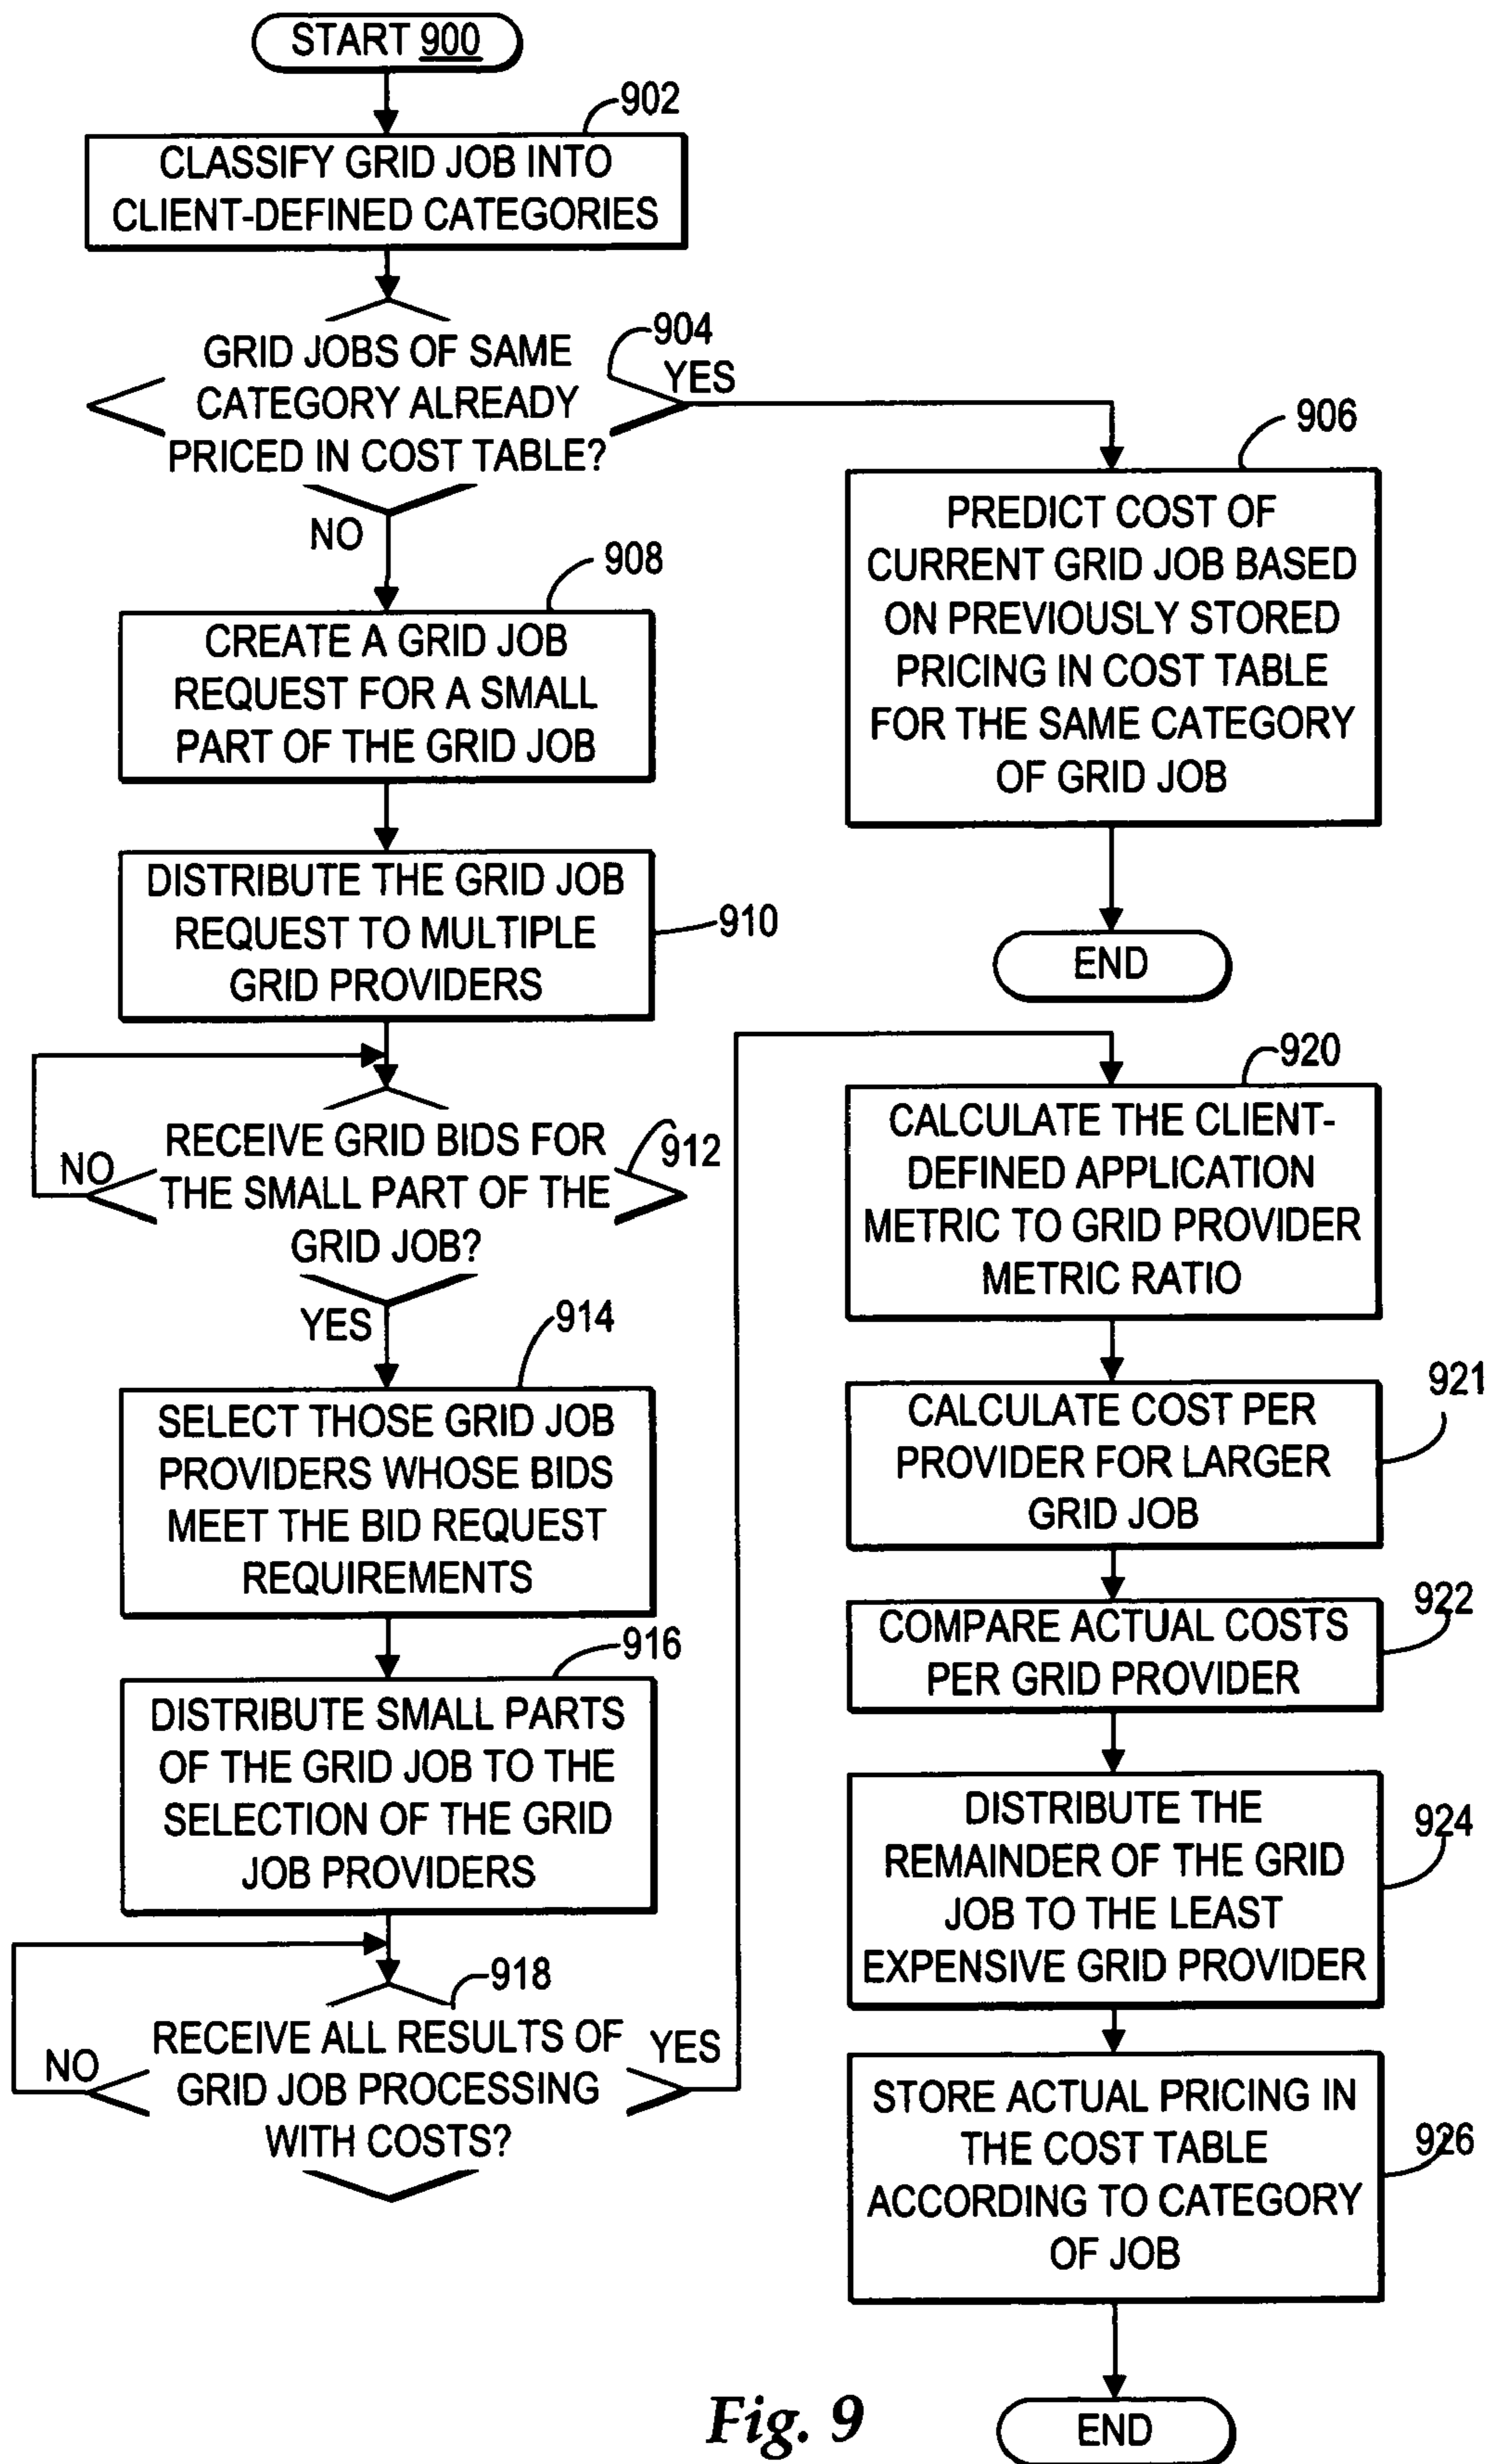 START 900
902
CLASSIFY GRID JOB INTO
CLIENT-DEFINED CATEGORIES
904
GRID JOBS OF SAME
CATEGORY ALREADY
PRICED IN COST TABLE?
YES
NO
906
PREDICT COST OF
CURRENT GRID JOB BASED
ON PREVIOUSLY STORED
PRICING IN COST TABLE
FOR THE SAME CATEGORY
OF GRID JOB
END
908
CREATE A GRID JOB
REQUEST FOR A SMALL
PART OF THE GRID JOB
DISTRIBUTE THE GRID JOB
REQUEST TO MULTIPLE
GRID PROVIDERS
910
RECEIVE GRID BIDS FOR
THE SMALL PART OF THE
GRID JOB?
912
NO
YES
914
SELECT THOSE GRID JOB
PROVIDERS WHOSE BIDS
MEET THE BID REQUEST
REQUIREMENTS
916
DISTRIBUTE SMALL PARTS
OF THE GRID JOB TO THE
SELECTION OF THE GRID
JOB PROVIDERS
918
RECEIVE ALL RESULTS OF
GRID JOB PROCESSING
WITH COSTS?
NO
YES
920
CALCULATE THE CLIENT-
DEFINED APPLICATION
METRIC TO GRID PROVIDER
METRIC RATIO
921
CALCULATE COST PER
PROVIDER FOR LARGER
GRID JOB
922
COMPARE ACTUAL COSTS
PER GRID PROVIDER
924
DISTRIBUTE THE
REMAINDER OF THE GRID
JOB TO THE LEAST
EXPENSIVE GRID PROVIDER
926
STORE ACTUAL PRICING IN
THE COST TABLE
ACCORDING TO CATEGORY
OF JOB
END
Fig. 9